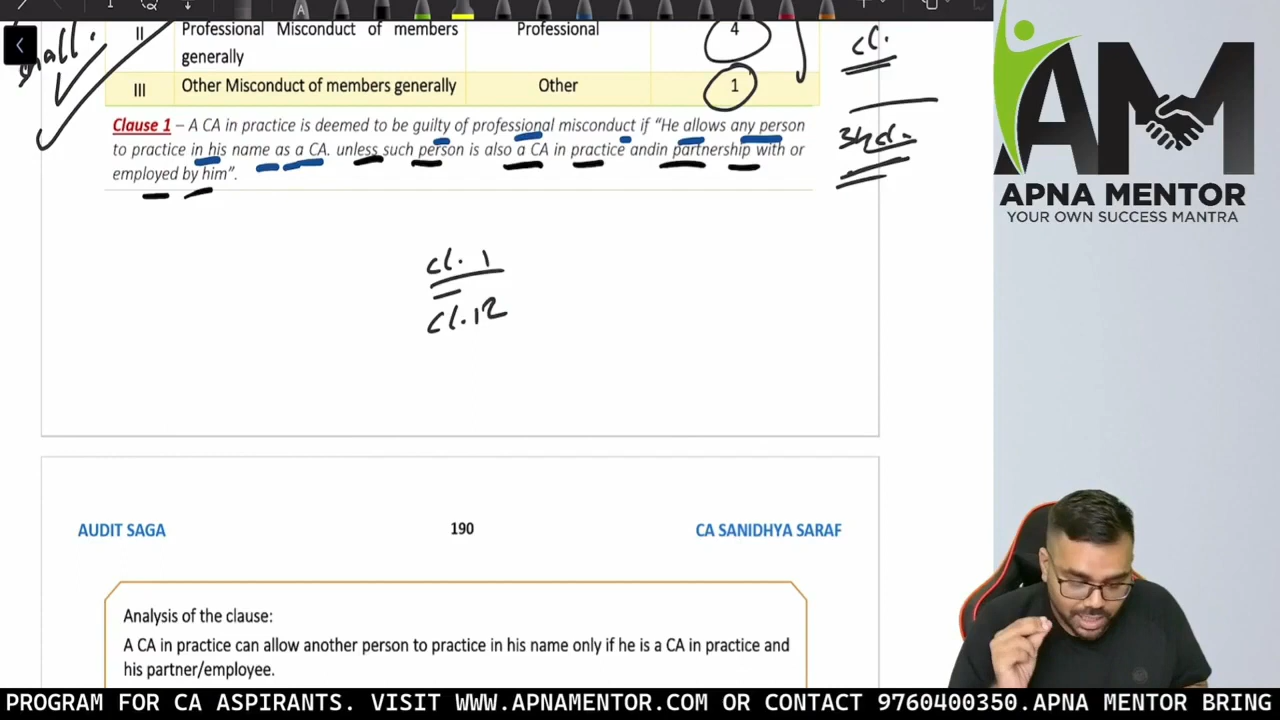 II Professional Misconduct of members Professional 4
generally
III Other Misconduct of members generally Other 1
cl.
Clause 1 – A CA in practice is deemed to be guilty of professional misconduct if "He allows any person
to practice in his name as a CA. unless such person is also a CA in practice andin partnership with or
employed by him".
cl. 1
cl.12
AM
APNA MENTOR
YOUR OWN SUCCESS MANTRA
AUDIT SAGA 190 CA SANIDHYA SARAF
Analysis of the clause:
A CA in practice can allow another person to practice in his name only if he is a CA in practice and
his partner/employee.
PROGRAM FOR CA ASPIRANTS. VISIT WWW.APNAMENTOR.COM OR CONTACT 9760400350.APNA MENTOR BRING